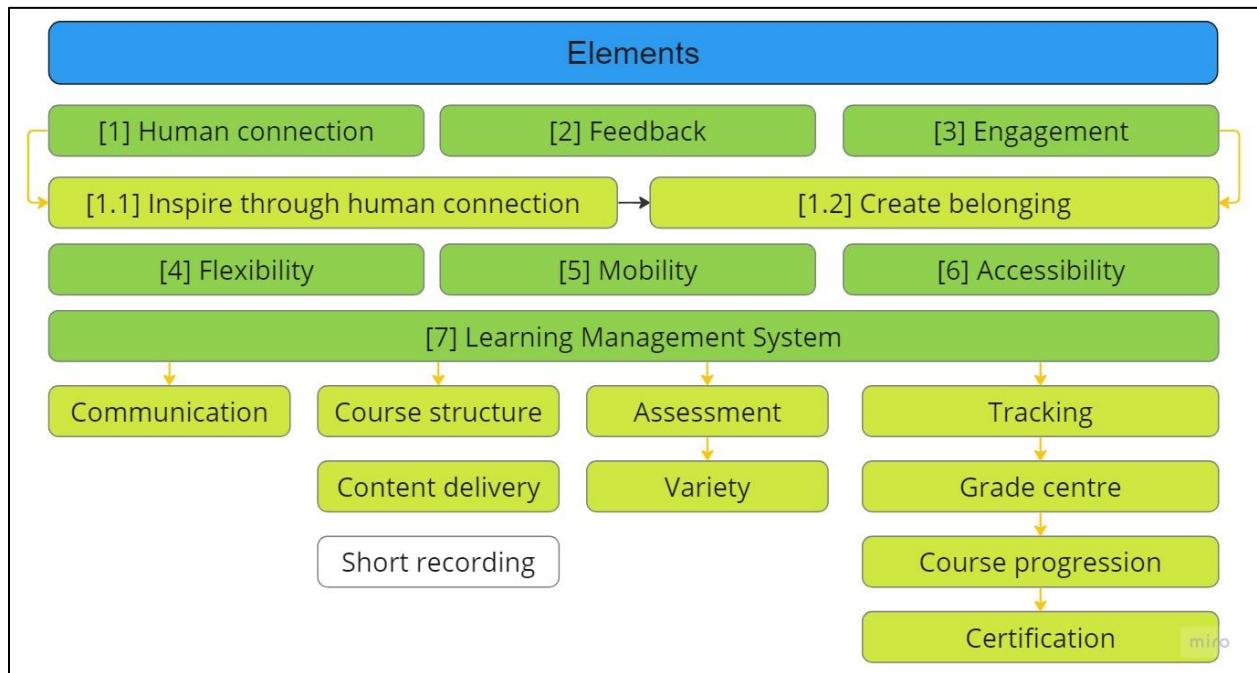 Elements
[1] Human connection
[2] Feedback
[3] Engagement
[1.1] Inspire through human connection
[1.2] Create belonging
[4] Flexibility
[5] Mobility
[6] Accessibility
[7] Learning Management System
Communication
Course structure
Assessment
Tracking
Content delivery
Variety
Grade centre
Short recording
Course progression
Certification
miro